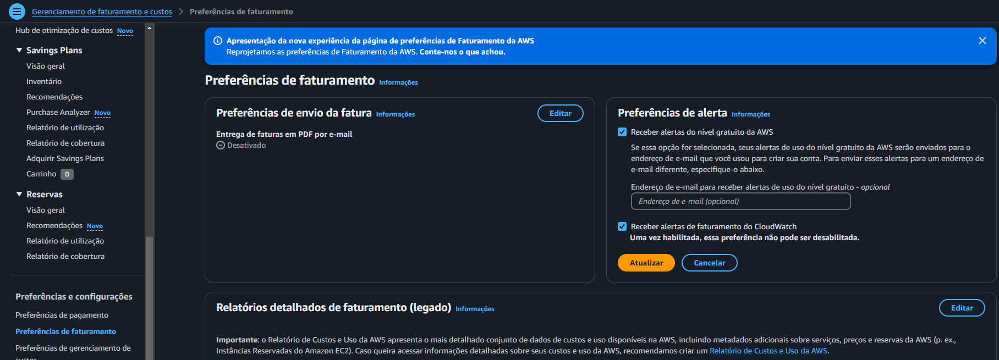 Gerenciamento de faturamento e custos > Preferências de faturamento
Hub de otimização de custos Novo
Savings Plans
Visão geral
Inventário
Recomendações
Purchase Analyzer Novo
Relatório de utilização
Relatório de cobertura
Adquirir Savings Plans
Carrinho 0
Reservas
Visão geral
Recomendações Novo
Relatório de utilização
Relatório de cobertura
Preferências e configurações
Preferências de pagamento
Preferências de faturamento
Preferências de gerenciamento de
custos
Apresentação da nova experiência da página de preferências de Faturamento da AWS
Reprojetamos as preferências de Faturamento da AWS. Conte-nos o que achou.
Preferências de faturamento Informações
Preferências de envio da fatura Informações
Editar
Entrega de faturas em PDF por e-mail
Desativado
Preferências de alerta Informações
Receber alertas do nível gratuito da AWS
Se essa opção for selecionada, seus alertas de uso do nível gratuito da AWS serão enviados para o
endereço de e-mail que você usou para criar sua conta. Para enviar esses alertas para um endereço de
e-mail diferente, especifique-o abaixo.
Endereço de e-mail para receber alertas de uso do nível gratuito - opcional
Endereço de e-mail (opcional)
Receber alertas de faturamento do CloudWatch
Uma vez habilitada, essa preferência não pode ser desabilitada.
Atualizar
Cancelar
Relatórios detalhados de faturamento (legado) Informações
Editar
Importante: o Relatório de Custos e Uso da AWS apresenta o mais detalhado conjunto de dados de custos e uso disponíveis na AWS, incluindo metadados adicionais sobre serviços, preços e reservas da AWS (p. ex.,
Instâncias Reservadas do Amazon EC2). Caso queira acessar informações detalhadas sobre seus custos e uso da AWS, recomendamos criar um Relatório de Custos e Uso da AWS.